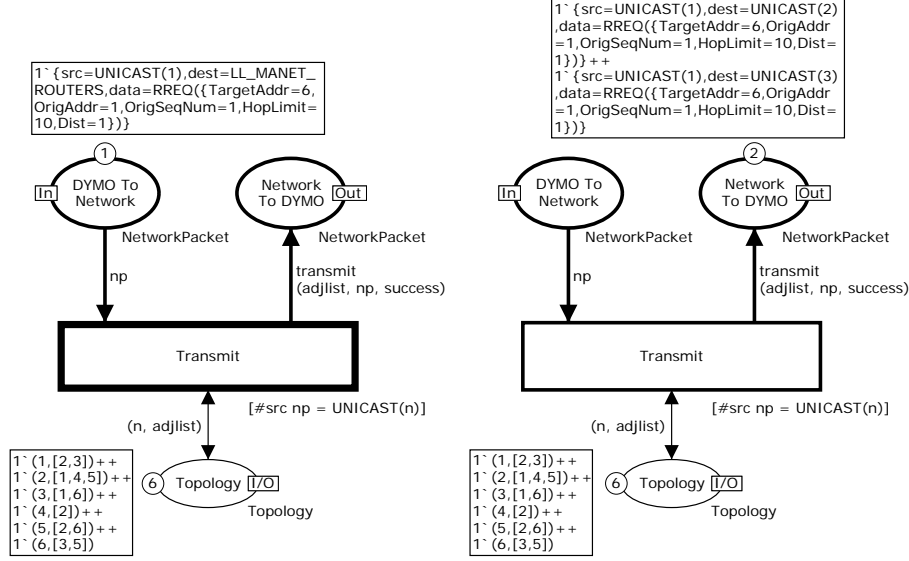 1`{src=UNICAST(1),dest=LL_MANET_
ROUTERS,data=RREQ({TargetAddr=6,
OrigAddr=1,OrigSeqNum=1,HopLimit=
10,Dist=1})}
1
In
DYMO To
Network
NetworkPacket
Network
To DYMO
Out
NetworkPacket
np
transmit
(adjlist, np, success)
Transmit
[#src np = UNICAST(n)]
(n, adjlist)
1`(1,[2,3])++
1`(2,[1,4,5])++
1`(3,[1,6])++
1`(4,[2])++
1`(5,[2,6])++
1`(6,[3,5])
6
Topology
I/O
Topology
1`{src=UNICAST(1),dest=UNICAST(2)
,data=RREQ({TargetAddr=6,OrigAddr
=1,OrigSeqNum=1,HopLimit=10,Dist=
1})}++
1`{src=UNICAST(1),dest=UNICAST(3)
,data=RREQ({TargetAddr=6,OrigAddr
=1,OrigSeqNum=1,HopLimit=10,Dist=
1})}
2
In
DYMO To
Network
NetworkPacket
Network
To DYMO
Out
NetworkPacket
np
transmit
(adjlist, np, success)
Transmit
[#src np = UNICAST(n)]
(n, adjlist)
1`(1,[2,3])++
1`(2,[1,4,5])++
1`(3,[1,6])++
1`(4,[2])++
1`(5,[2,6])++
1`(6,[3,5])
6
Topology
I/O
Topology